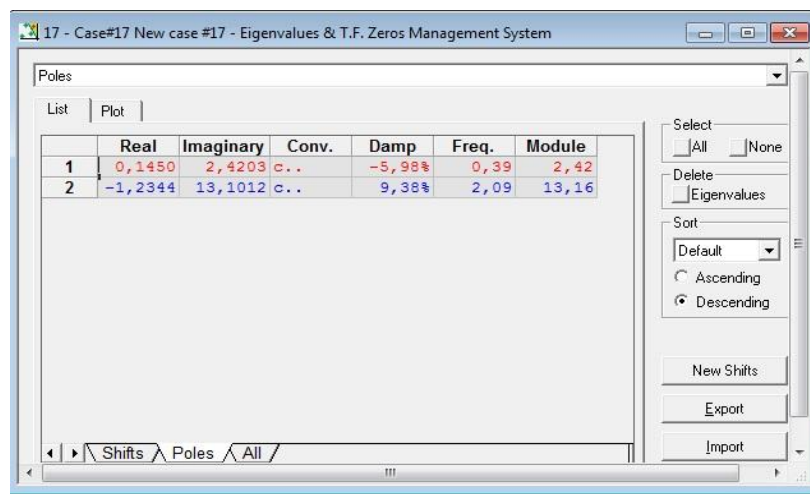 17 - Case#17 New case #17 - Eigenvalues & T.F. Zeros Management System
Poles
List Plot
Real Imaginary Conv. Damp Freq. Module
1 0,1450 2,4203 c.. -5,98% 0,39 2,42
2 -1,2344 13,1012 c.. 9,38% 2,09 13,16
Shifts Poles All
Select
All None
Delete
Eigenvalues
Sort
Default
Ascending
Descending
New Shifts
Export
Import